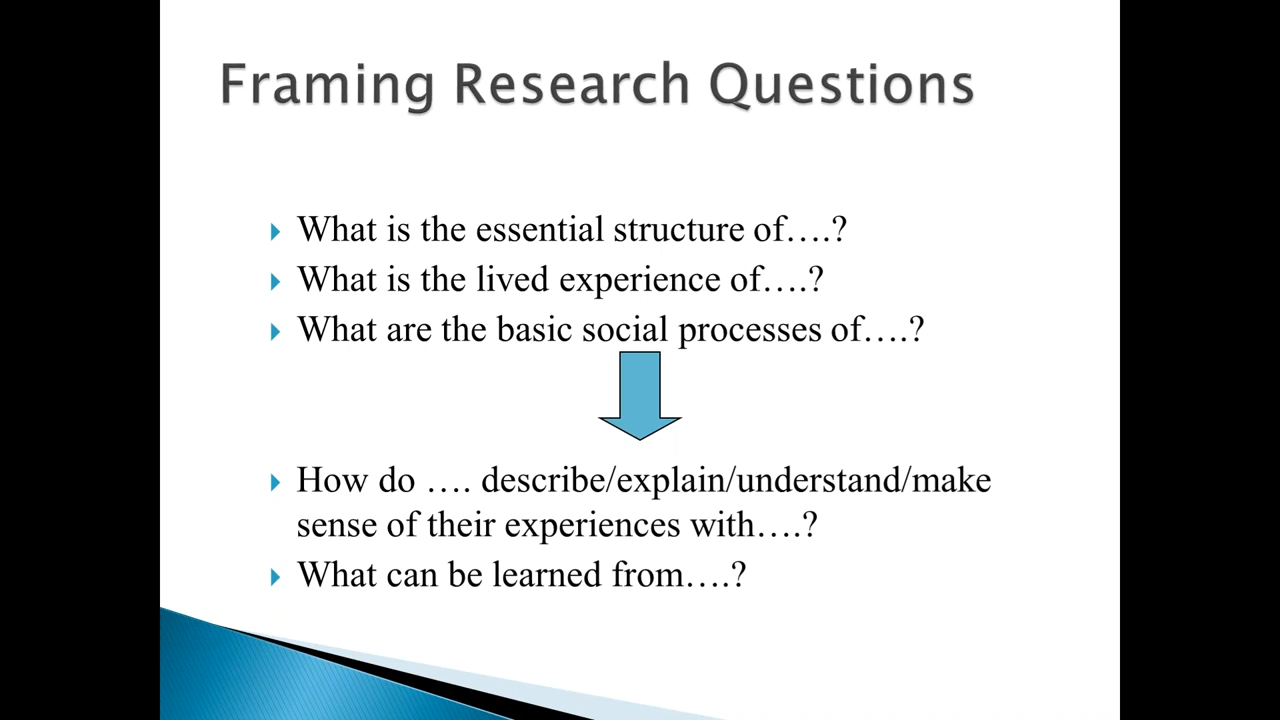 Framing Research Questions
What is the essential structure of….?
What is the lived experience of….?
What are the basic social processes of….?
How do …. describe/explain/understand/make
sense of their experiences with….?
What can be learned from….?